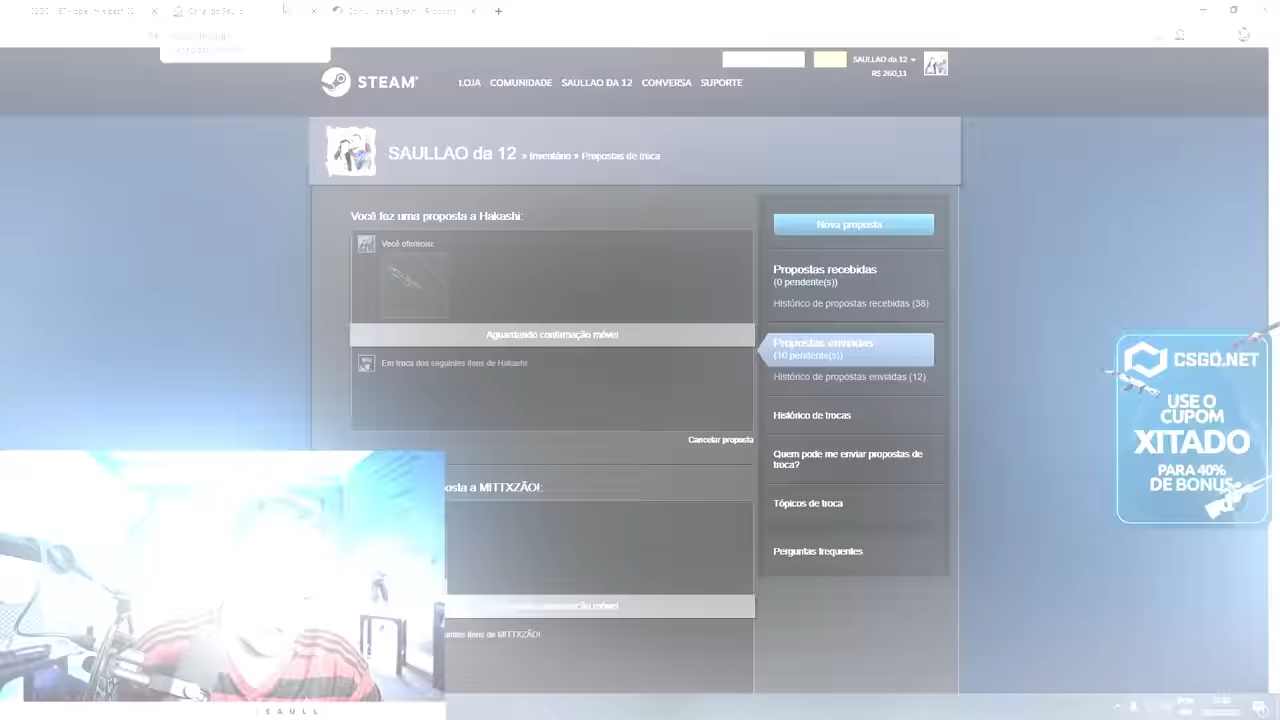 SAULLAO da 12
R$ 260,11
STEAM
LOJA COMUNIDADE SAULLAO DA 12 CONVERSA SUPORTE
SAULLAO da 12 » Inventário » Propostas de troca
Você fez uma proposta a Hakashi:
Você ofereceu:
Aguardando confirmação móvel
Em troca dos seguintes itens de Hakashi:
Cancelar proposta
osta a MITTXZÃO!:
ção móvel
itens de MITTXZÃO!
Nova proposta
Propostas recebidas
(0 pendente(s))
Histórico de propostas recebidas (38)
Propostas enviadas
(10 pendente(s))
Histórico de propostas enviadas (12)
Histórico de trocas
Quem pode me enviar propostas de
troca?
Tópicos de troca
Perguntas frequentes
CSGO.NET
USE O
CUPOM
XITADO
PARA 40%
DE BONUS
SAULL